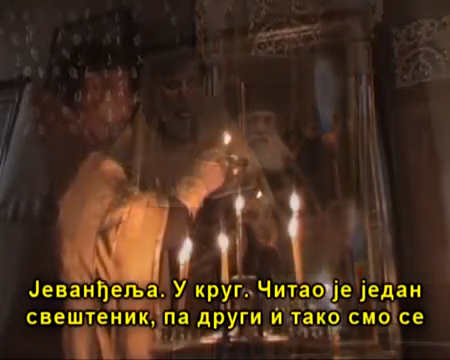 Јеванђеља. У круг. Читао је један
свештеник, па други и тако смо се